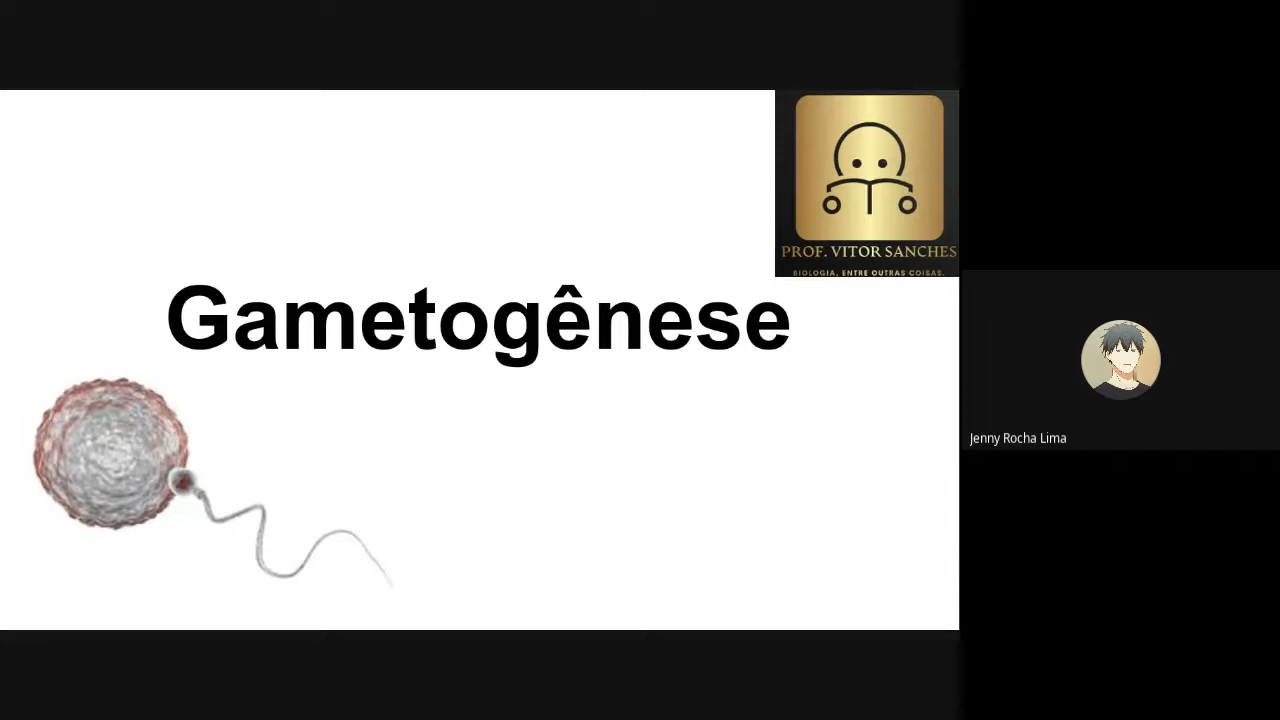 PROF. VITOR SANCHES
BIOLOGIA, ENTRE OUTRAS COISAS.
Gametogênese
Jenny Rocha Lima